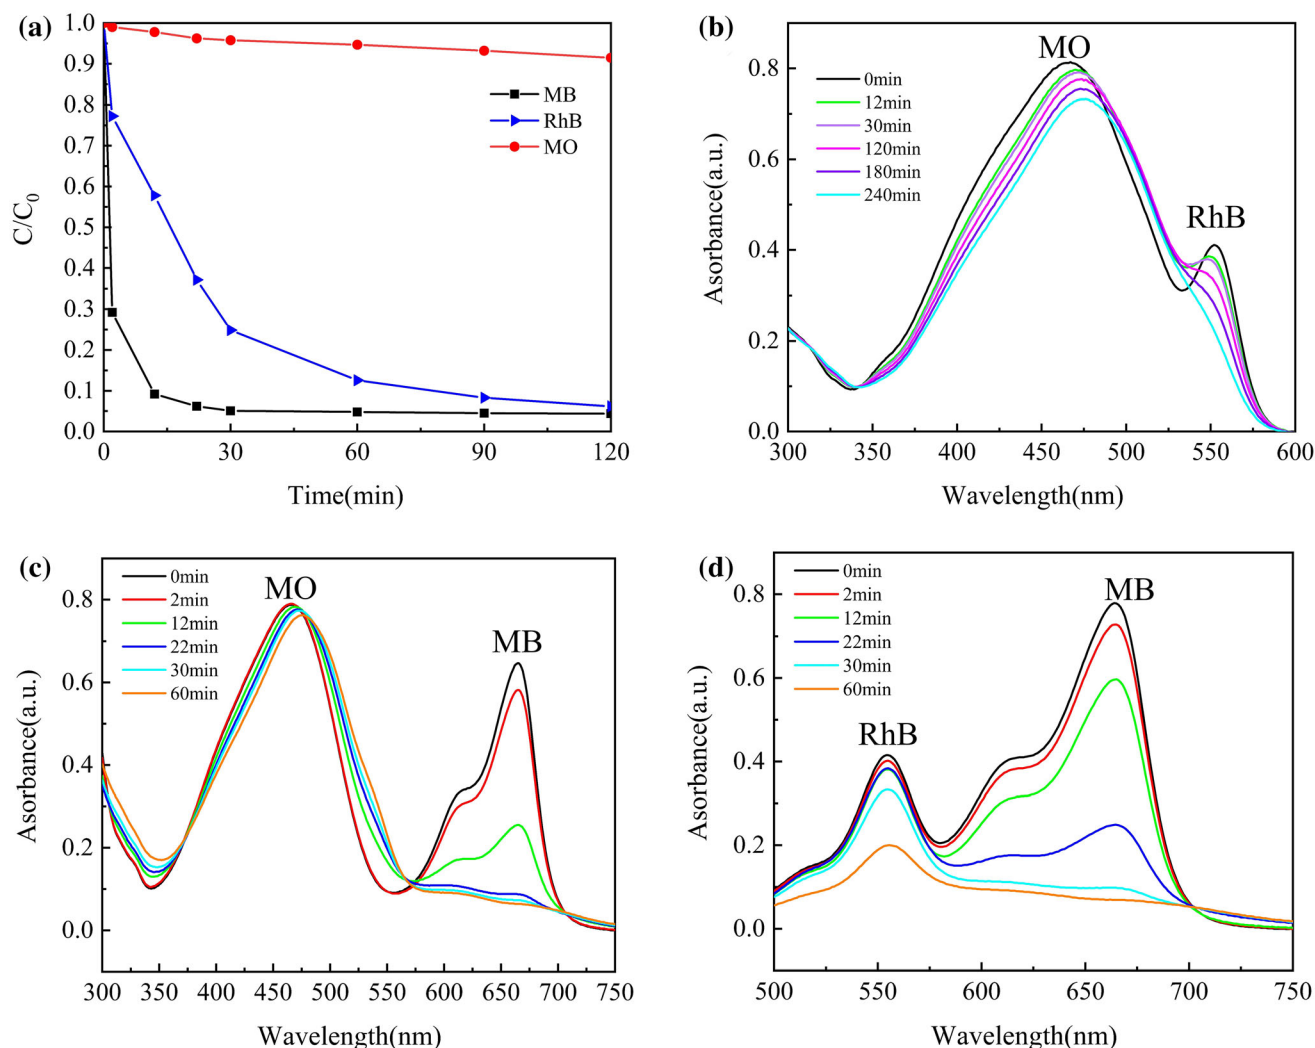 (a)
1.0
0.9
0.8
0.7
0.6
0.5
0.4
0.3
0.2
0.1
0.0
C/C0
MB
RhB
MO
0 30 60 90 120
Time(min)
(b)
MO
RhB
0min
12min
30min
120min
180min
240min
0.8
0.6
0.4
0.2
0.0
Asorbance(a.u.)
300 350 400 450 500 550 600
Wavelength(nm)
(c)
0min
2min
12min
22min
30min
60min
MO
MB
0.8
0.6
0.4
0.2
0.0
Asorbance(a.u.)
300 350 400 450 500 550 600 650 700 750
Wavelength(nm)
(d)
0min
2min
12min
22min
30min
60min
MB
RhB
0.8
0.6
0.4
0.2
0.0
Asorbance(a.u.)
500 550 600 650 700 750
Wavelength(nm)